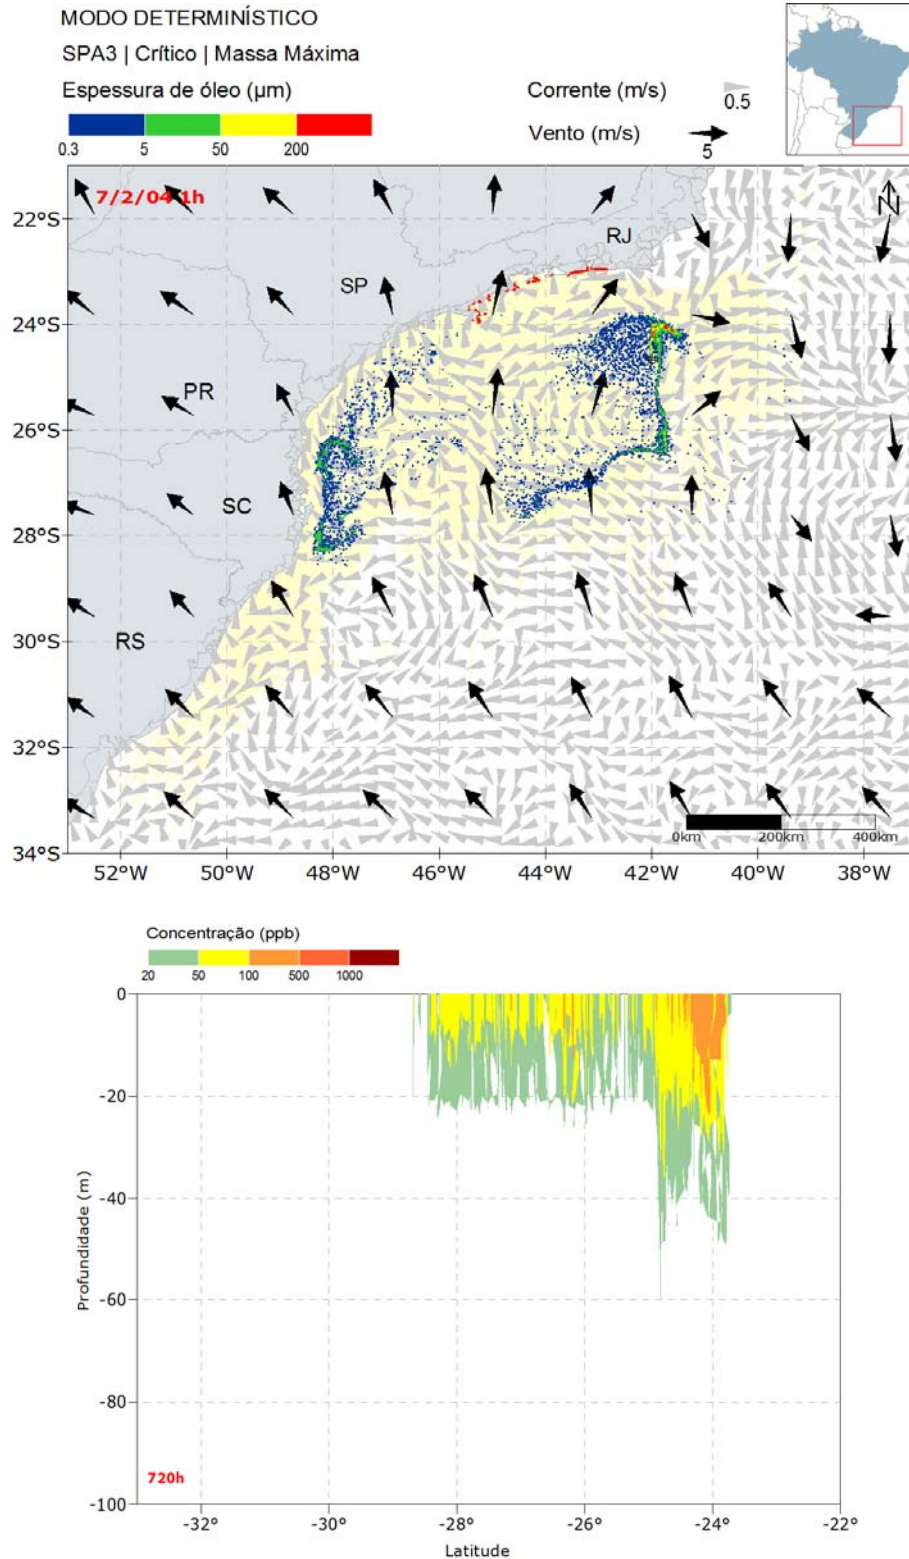 MODO DETERMINÍSTICO
SPA3 | Crítico | Massa Máxima
Espessura de óleo (µm)
0.3 5 50 200
Corrente (m/s) 0.5
Vento (m/s) 5
7/2/04 1h
N
22°S
24°S
26°S
28°S
30°S
32°S
34°S
RJ
SP
PR
SC
RS
0km 200km 400km
52°W 50°W 48°W 46°W 44°W 42°W 40°W 38°W
Concentração (ppb)
20 50 100 500 1000
0
-20
-40
-60
-80
-100
Profundidade (m)
720h
-32° -30° -28° -26° -24° -22°
Latitude